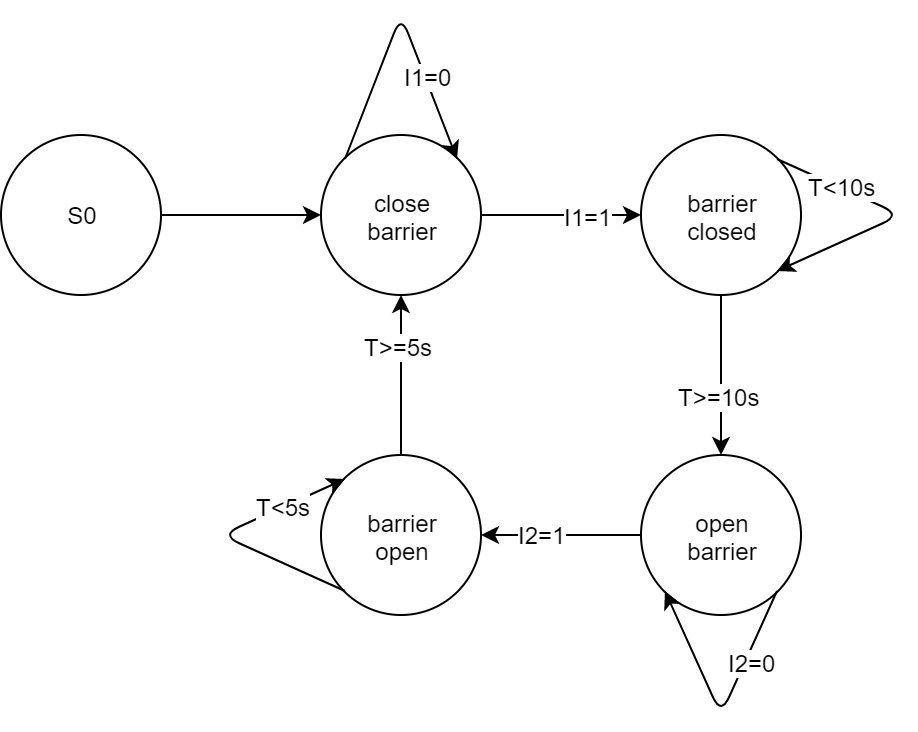 I1=0
S0
close
barrier
I1=1
barrier
closed
T<10s
T>=5s
T>=10s
T<5s
barrier
open
I2=1
open
barrier
I2=0